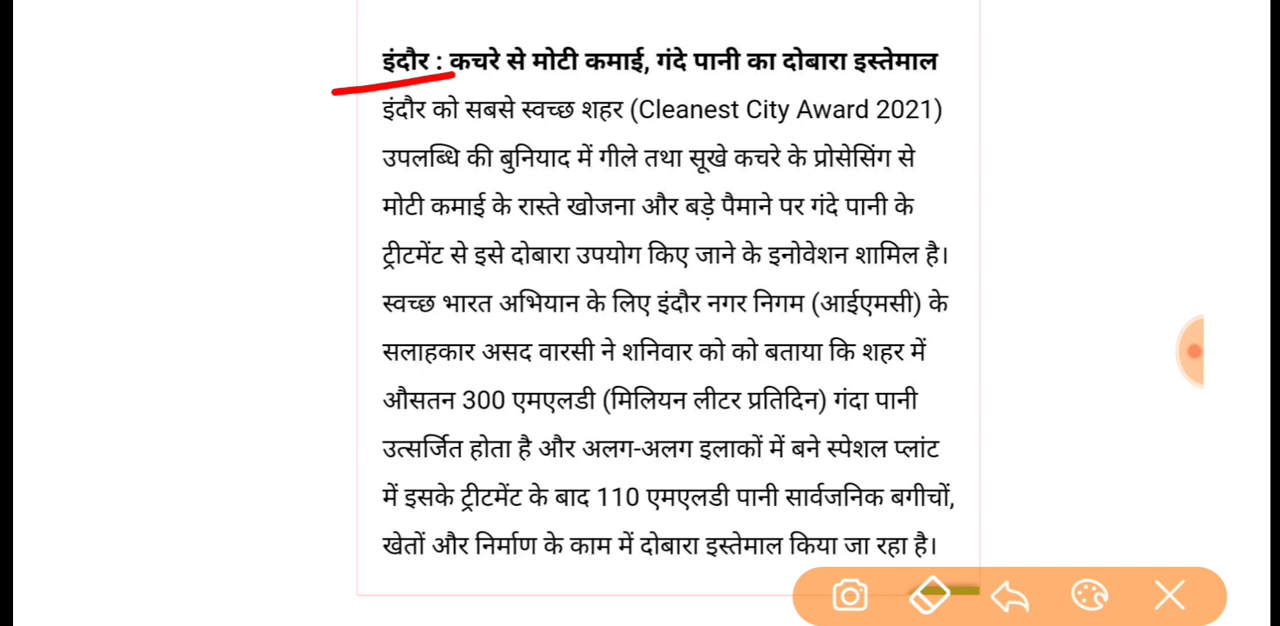 इंदौर : कचरे से मोटी कमाई, गंदे पानी का दोबारा इस्तेमाल
इंदौर को सबसे स्वच्छ शहर (Cleanest City Award 2021)
उपलब्धि की बुनियाद में गीले तथा सूखे कचरे के प्रोसेसिंग से
मोटी कमाई के रास्ते खोजना और बड़े पैमाने पर गंदे पानी के
ट्रीटमेंट से इसे दोबारा उपयोग किए जाने के इनोवेशन शामिल है।
स्वच्छ भारत अभियान के लिए इंदौर नगर निगम (आईएमसी) के
सलाहकार असद वारसी ने शनिवार को को बताया कि शहर में
औसतन 300 एमएलडी (मिलियन लीटर प्रतिदिन) गंदा पानी
उत्सर्जित होता है और अलग-अलग इलाकों में बने स्पेशल प्लांट
में इसके ट्रीटमेंट के बाद 110 एमएलडी पानी सार्वजनिक बगीचों,
खेतों और निर्माण के काम में दोबारा इस्तेमाल किया जा रहा है।